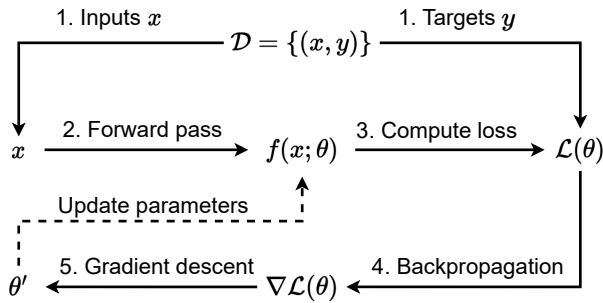 1. Inputs x
1. Targets y
𝒟 = {(x, y)}
2. Forward pass
3. Compute loss
x
f(x; θ)
ℒ(θ)
Update parameters
5. Gradient descent
4. Backpropagation
θ′
∇ℒ(θ)